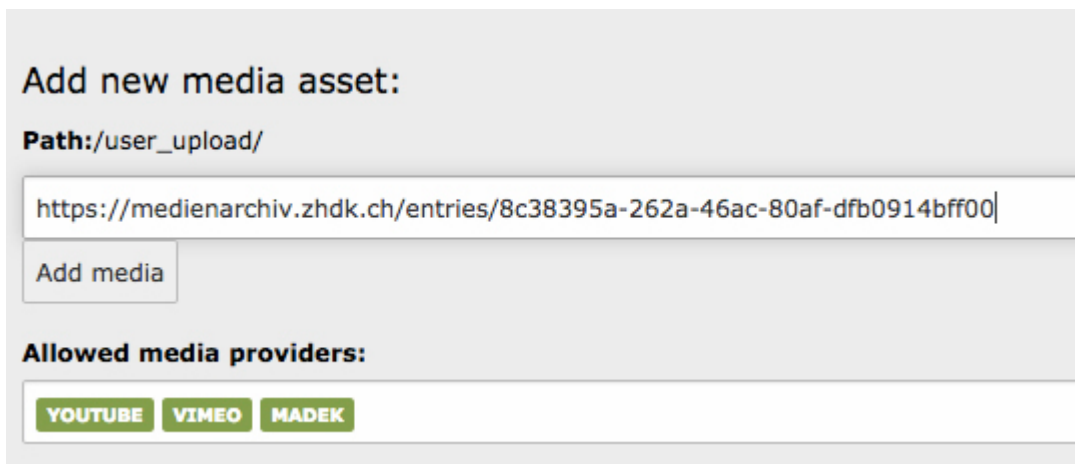 Add new media asset:
Path:/user_upload/
https://medienarchiv.zhdk.ch/entries/8c38395a-262a-46ac-80af-dfb0914bff00
Add media
Allowed media providers:
YOUTUBE VIMEO MADEK